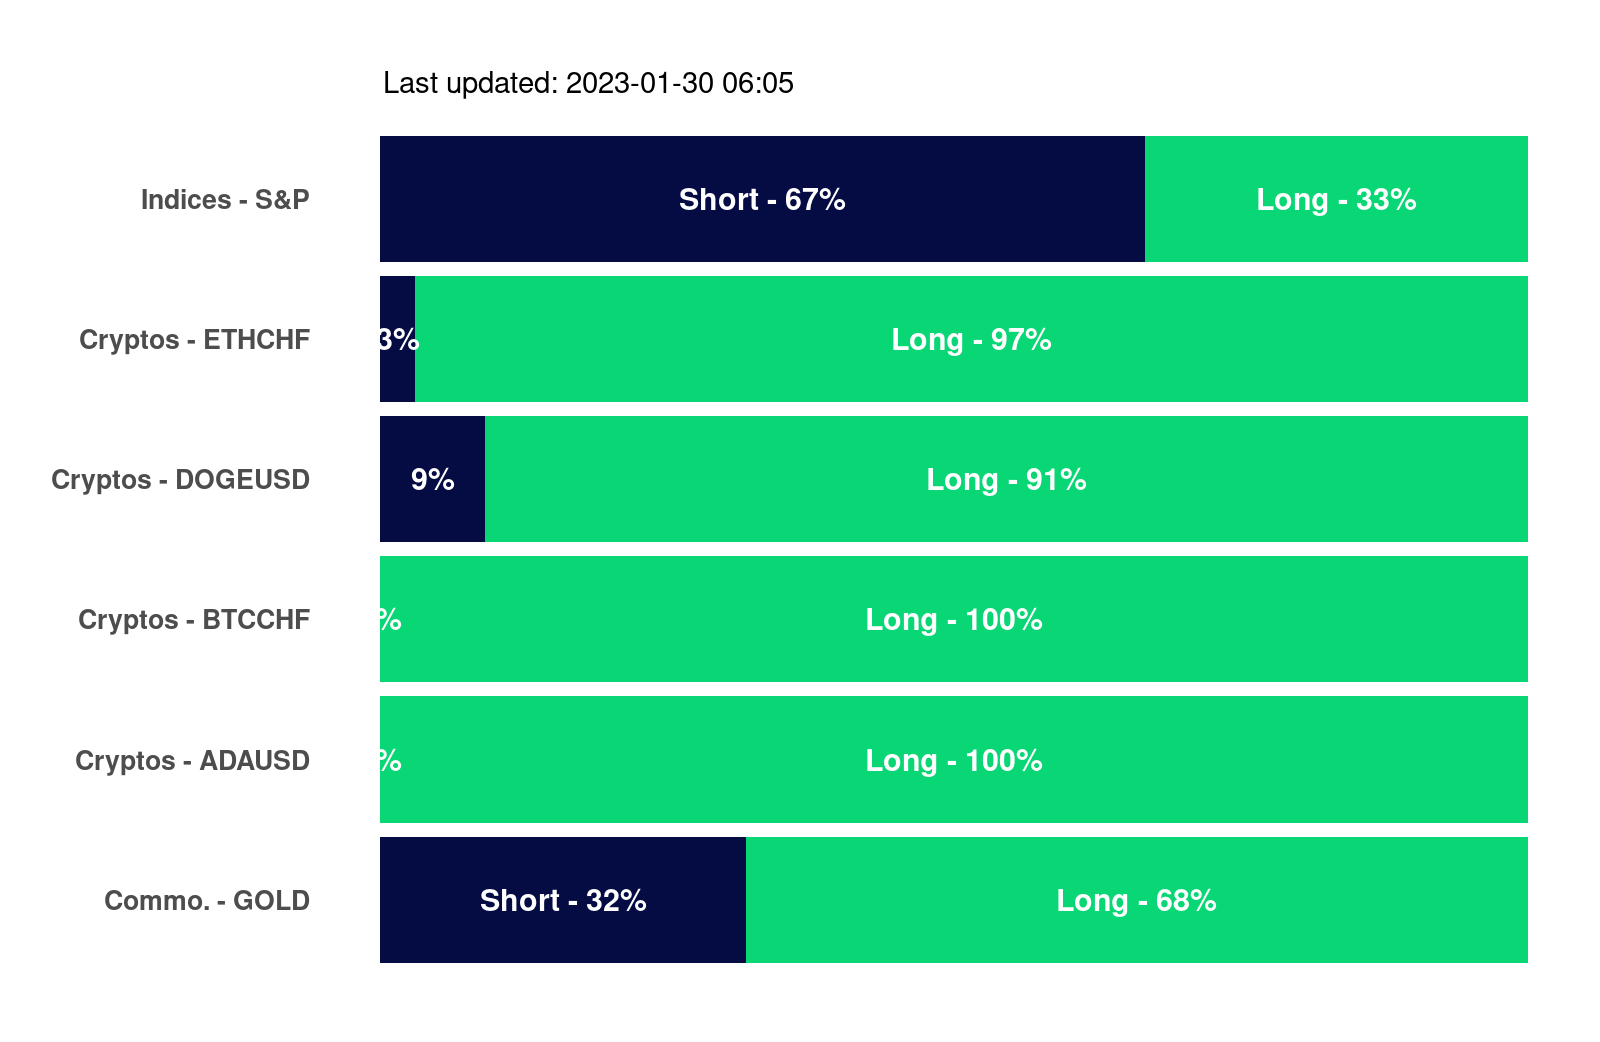 Last updated: 2023-01-30 06:05
Indices - S&P Short - 67% Long - 33%
Cryptos - ETHCHF 3% Long - 97%
Cryptos - DOGEUSD 9% Long - 91%
Cryptos - BTCCHF % Long - 100%
Cryptos - ADAUSD % Long - 100%
Commo. - GOLD Short - 32% Long - 68%